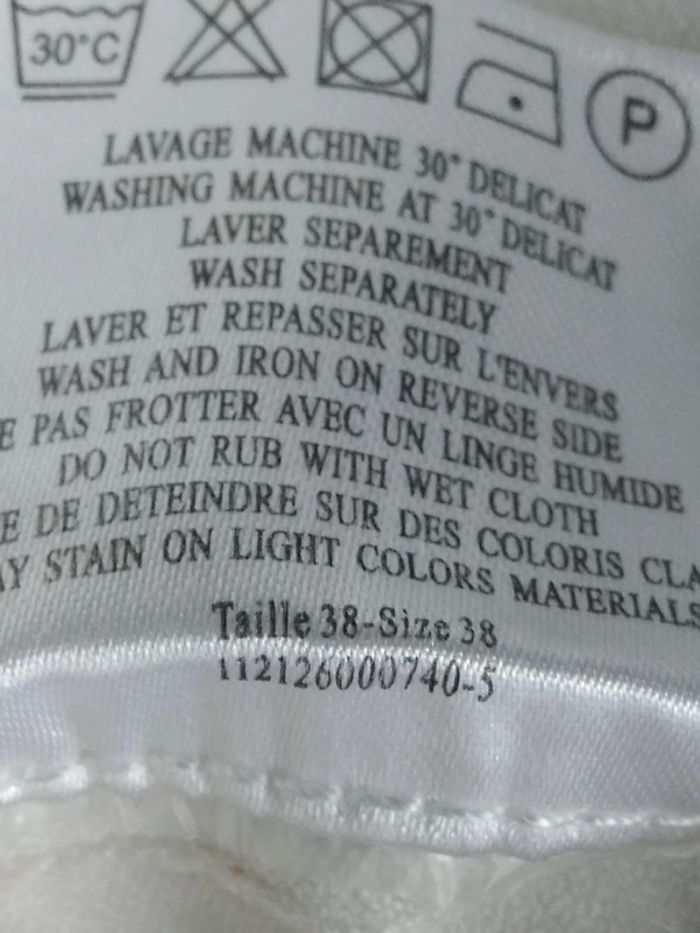 30°C
P
LAVAGE MACHINE 30° DELICAT
WASHING MACHINE AT 30° DELICAT
LAVER SEPAREMENT
WASH SEPARATELY
LAVER ET REPASSER SUR L'ENVERS
WASH AND IRON ON REVERSE SIDE
E PAS FROTTER AVEC UN LINGE HUMIDE
DO NOT RUB WITH WET CLOTH
E DE DETEINDRE SUR DES COLORIS CLA
AY STAIN ON LIGHT COLORS MATERIALS
Taille 38-Size 38
112126000740-5